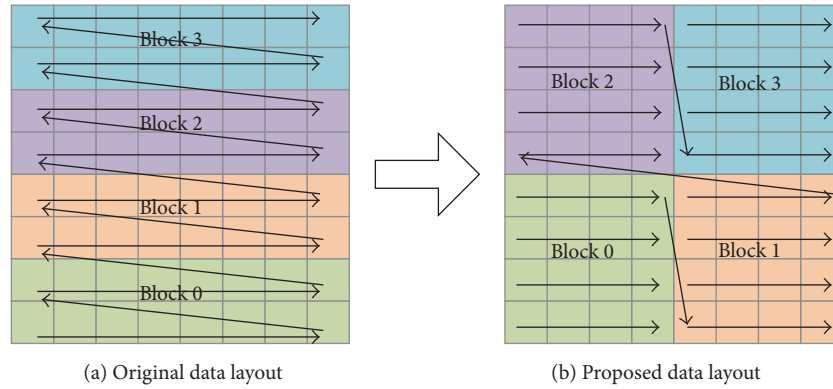 Block 3
Block 2
Block 1
Block 0
(a) Original data layout
Block 2
Block 3
Block 0
Block 1
(b) Proposed data layout